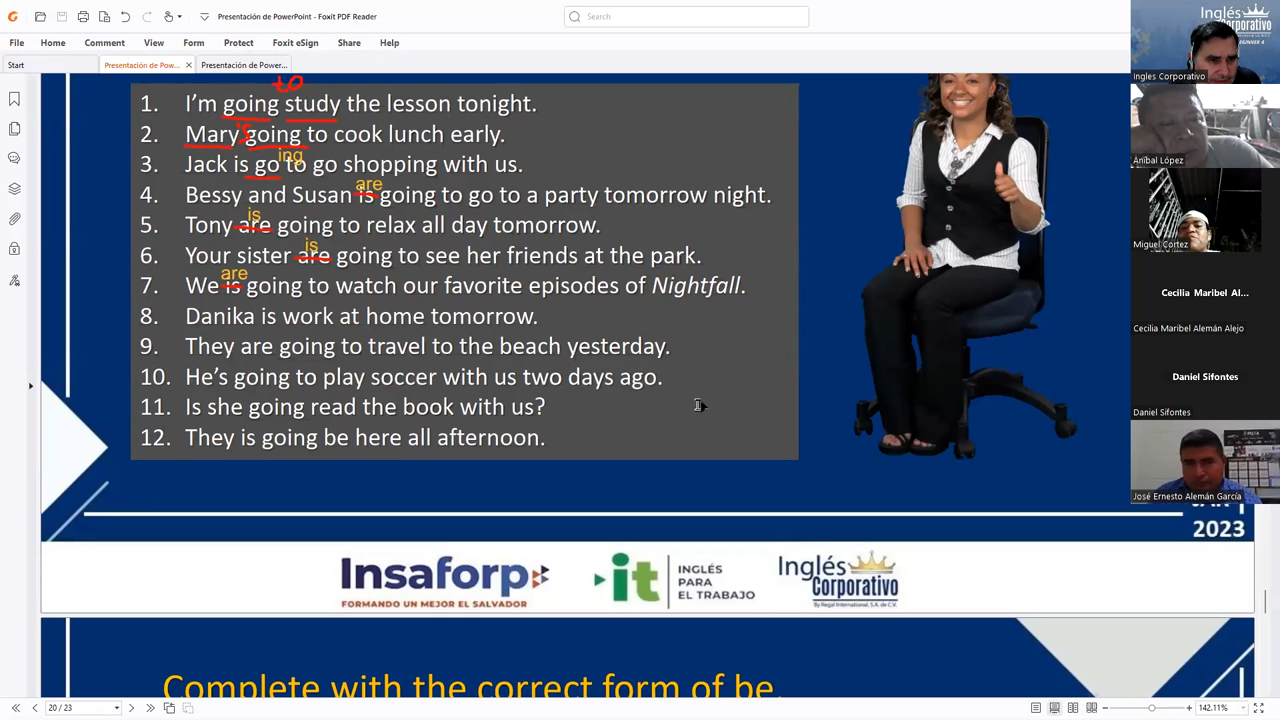 Presentación de PowerPoint - Foxit PDF Reader
Search
File Home Comment View Form Protect Foxit eSign Share Help
Start
Presentación de Pow...
Presentación de Power...
to
1. I'm going study the lesson tonight.
's
2. Mary going to cook lunch early.
ing
3. Jack is go to go shopping with us.
are
4. Bessy and Susan is going to go to a party tomorrow night.
is
5. Tony are going to relax all day tomorrow.
is
6. Your sister are going to see her friends at the park.
are
7. We is going to watch our favorite episodes of Nightfall.
8. Danika is work at home tomorrow.
9. They are going to travel to the beach yesterday.
10. He's going to play soccer with us two days ago.
11. Is she going read the book with us?
12. They is going be here all afternoon.
2023
Insaforp
FORMANDO UN MEJOR EL SALVADOR
it
INGLÉS
PARA
EL TRABAJO
Inglés
Corporativo
By Regal International, S.A. de C.V.
Complete with the correct form of be.
20 / 23
142.11%
Inglés
Corporativo
Ingles Corporativo
Aníbal López
Miguel Cortez
Cecilia Maribel Al...
Cecilia Maribel Alemán Alejo
Daniel Sifontes
Daniel Sifontes
José Ernesto Alemán García